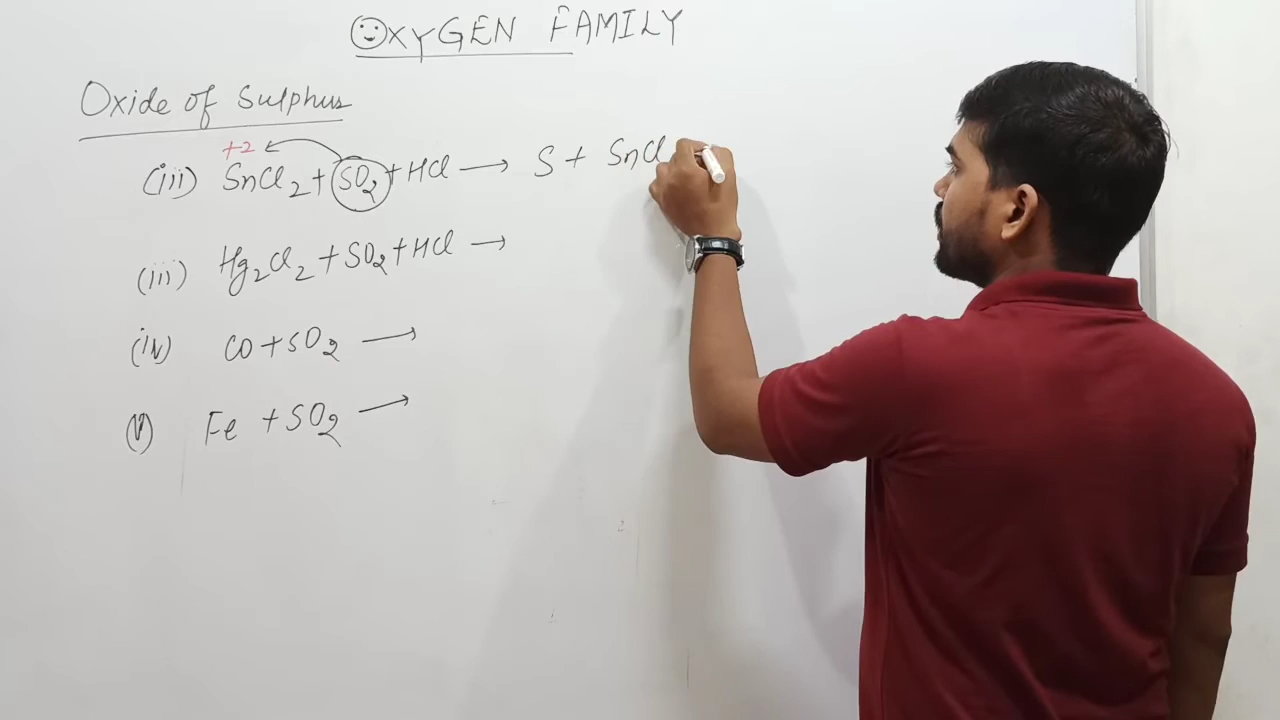 OXYGEN FAMILY
Oxide of Sulphur
+2
(iii) SnCl2 + SO2 + HCl → S + SnCl
(iii) Hg2Cl2 + SO2 + HCl →
(iv) CO + SO2 →
(V) Fe + SO2 →